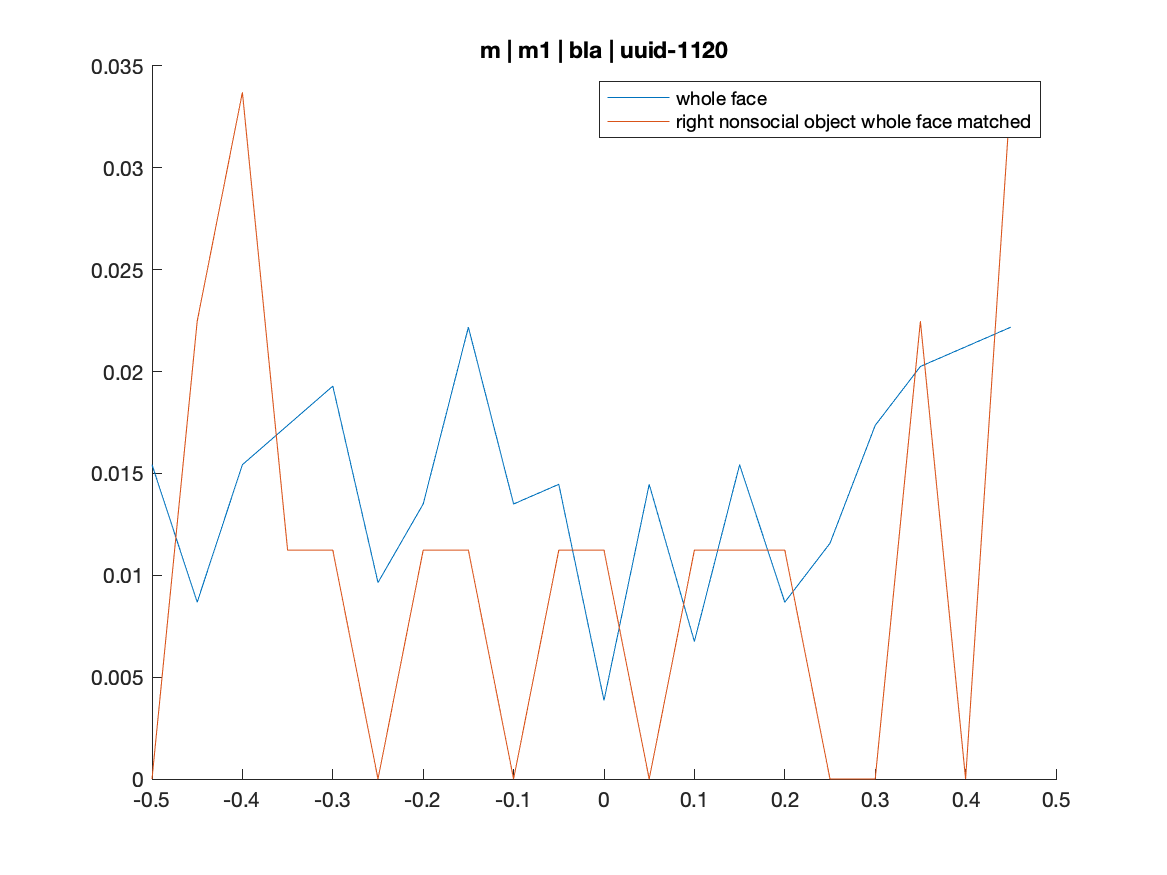 m | m1 | bla | uuid-1120
0.035
whole face
right nonsocial object whole face matched
0.03
0.025
0.02
0.015
0.01
0.005
0
-0.5 -0.4 -0.3 -0.2 -0.1 0 0.1 0.2 0.3 0.4 0.5